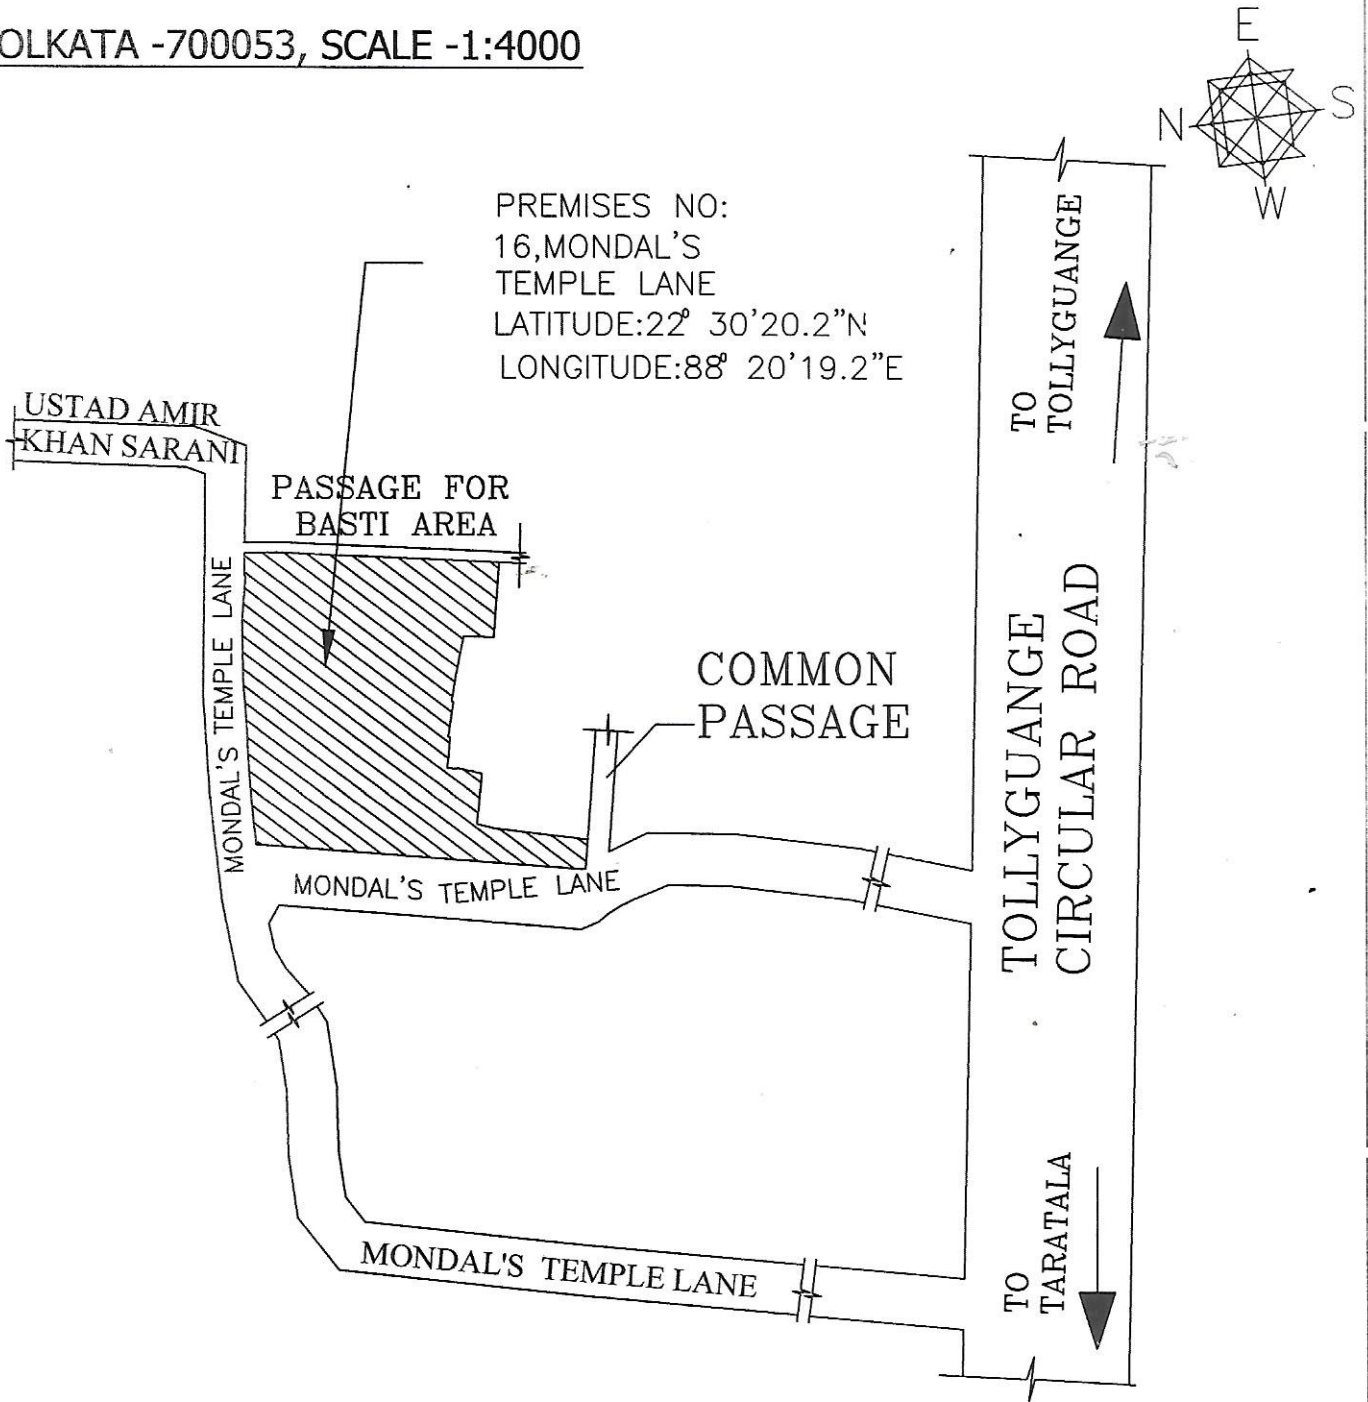 OLKATA -700053, SCALE -1:4000
E
N
S
W
PREMISES NO:
16,MONDAL'S
TEMPLE LANE
LATITUDE:22° 30'20.2"N
LONGITUDE:88° 20'19.2"E
TO
TOLLYGUANGE
USTAD AMIR
KHAN SARANI
PASSAGE FOR
BASTI AREA
MONDAL'S TEMPLE LANE
COMMON
PASSAGE
TOLLYGUANGE
CIRCULAR ROAD
MONDAL'S TEMPLE LANE
MONDAL'S TEMPLE LANE
TO
TARATALA